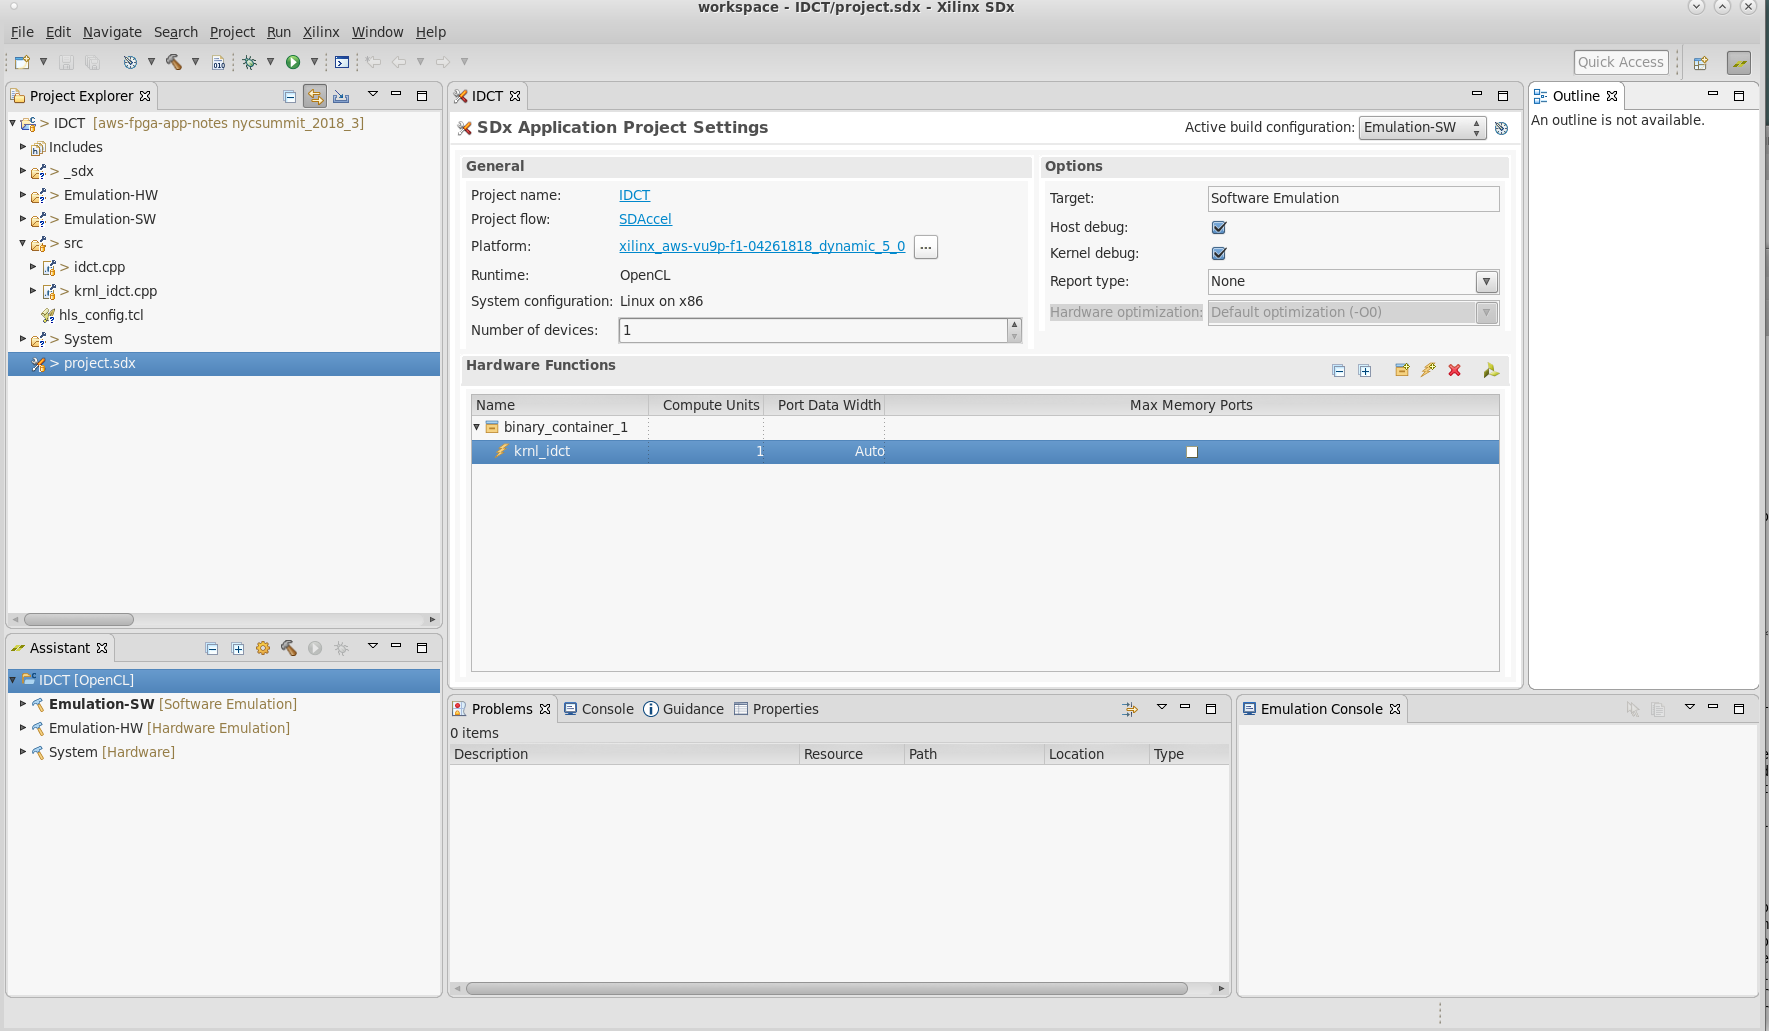 workspace - IDCT/project.sdx - Xilinx SDx
File Edit Navigate Search Project Run Xilinx Window Help
Quick Access
Project Explorer
> IDCT [aws-fpga-app-notes nycsummit_2018_3]
Includes
> _sdx
> Emulation-HW
> Emulation-SW
> src
> idct.cpp
> krnl_idct.cpp
hls_config.tcl
> System
> project.sdx
Assistant
IDCT [OpenCL]
Emulation-SW [Software Emulation]
Emulation-HW [Hardware Emulation]
System [Hardware]
IDCT
SDx Application Project Settings
Active build configuration: Emulation-SW
General
Project name: IDCT
Project flow: SDAccel
Platform: xilinx_aws-vu9p-f1-04261818_dynamic_5_0 ...
Runtime: OpenCL
System configuration: Linux on x86
Number of devices: 1
Options
Target: Software Emulation
Host debug:
Kernel debug:
Report type: None
Hardware optimization: Default optimization (-O0)
Hardware Functions
Name Compute Units Port Data Width Max Memory Ports
binary_container_1
krnl_idct 1 Auto
Problems Console Guidance Properties
0 items
Description Resource Path Location Type
Emulation Console
Outline
An outline is not available.